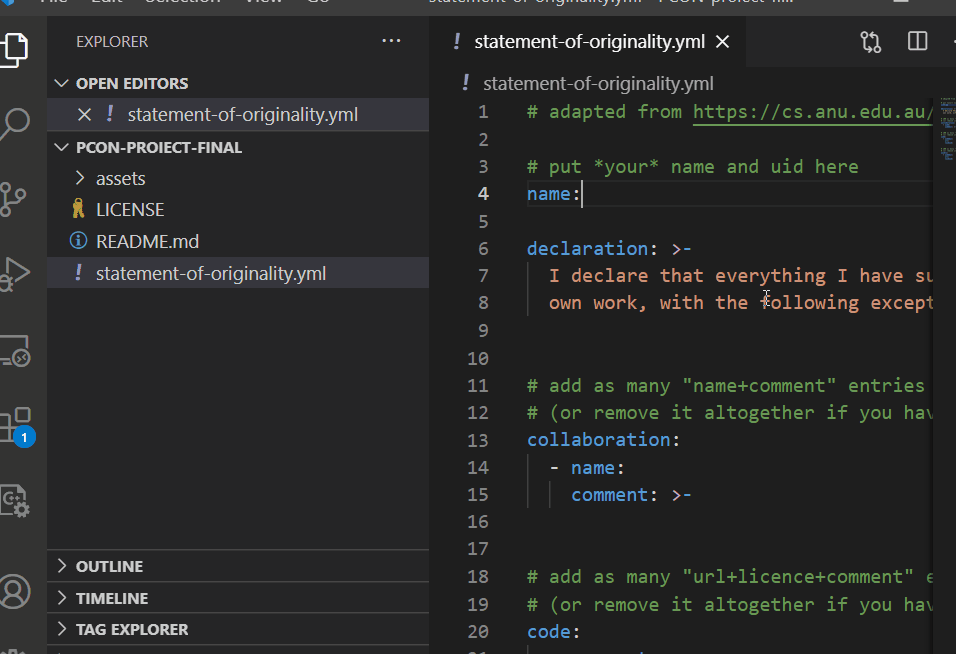 File Edit Selection View Go
statement-of-originality.yml - PCON-project-fin...
EXPLORER
OPEN EDITORS
! statement-of-originality.yml
PCON-PROJECT-FINAL
assets
LICENSE
README.md
! statement-of-originality.yml
OUTLINE
TIMELINE
TAG EXPLORER
1
! statement-of-originality.yml
! statement-of-originality.yml
1 # adapted from https://cs.anu.edu.au/
2
3 # put *your* name and uid here
4 name:
5
6 declaration: >-
7 I declare that everything I have su
8 own work, with the following except
9
10
11 # add as many "name+comment" entries
12 # (or remove it altogether if you hav
13 collaboration:
14 - name:
15 comment: >-
16
17
18 # add as many "url+licence+comment" e
19 # (or remove it altogether if you hav
20 code:
21